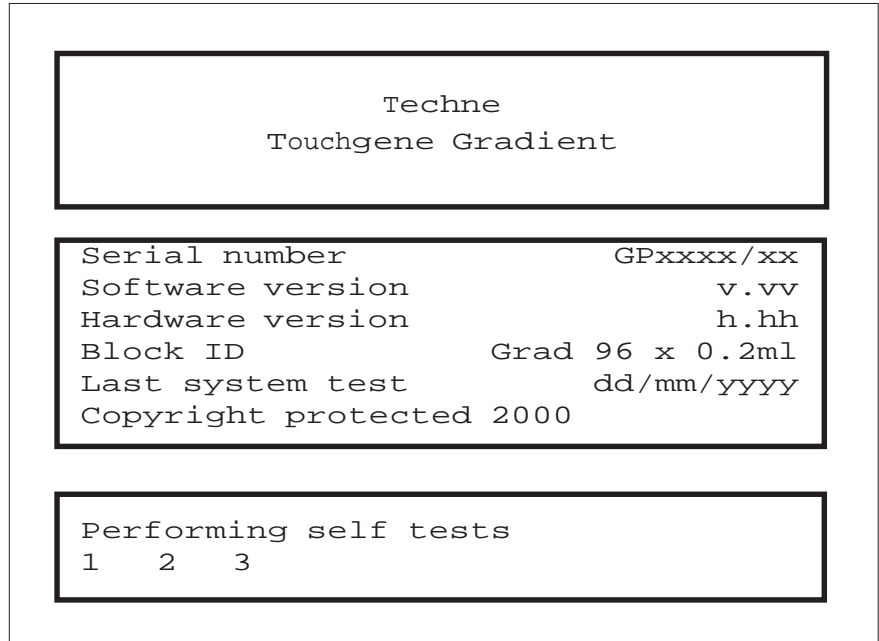 Techne
Touchgene Gradient
Serial number GPxxxx/xx
Software version v.vv
Hardware version h.hh
Block ID Grad 96 x 0.2ml
Last system test dd/mm/yyyy
Copyright protected 2000
Performing self tests
1 2 3